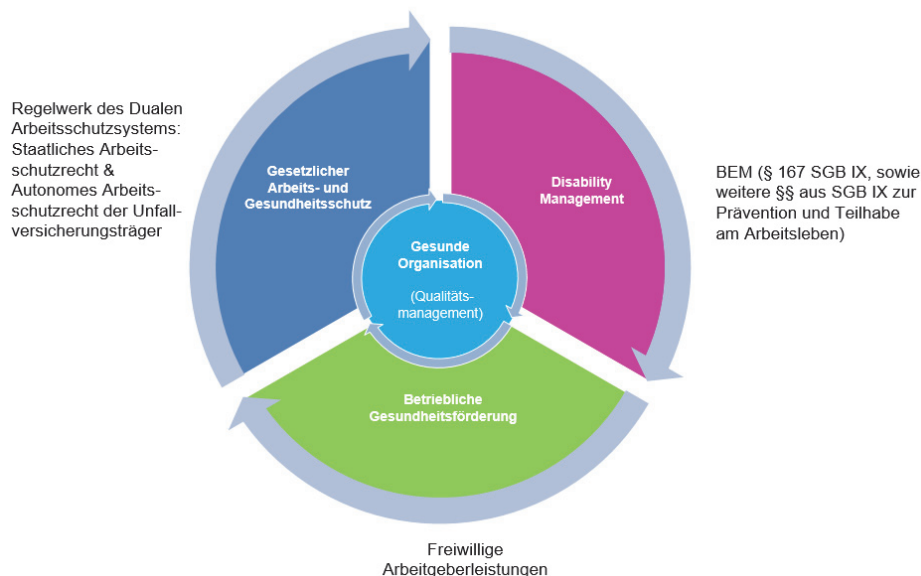 Regelwerk des Dualen
Arbeitsschutzsystems:
Staatliches Arbeits-
schutzrecht &
Autonomes Arbeits-
schutzrecht der Unfall-
versicherungsträger
Gesetzlicher
Arbeits- und
Gesundheitsschutz
Disability
Management
BEM (§ 167 SGB IX, sowie
weitere §§ aus SGB IX zur
Prävention und Teilhabe
am Arbeitsleben)
Gesunde
Organisation
(Qualitäts-
management)
Betriebliche
Gesundheitsförderung
Freiwillige
Arbeitgeberleistungen